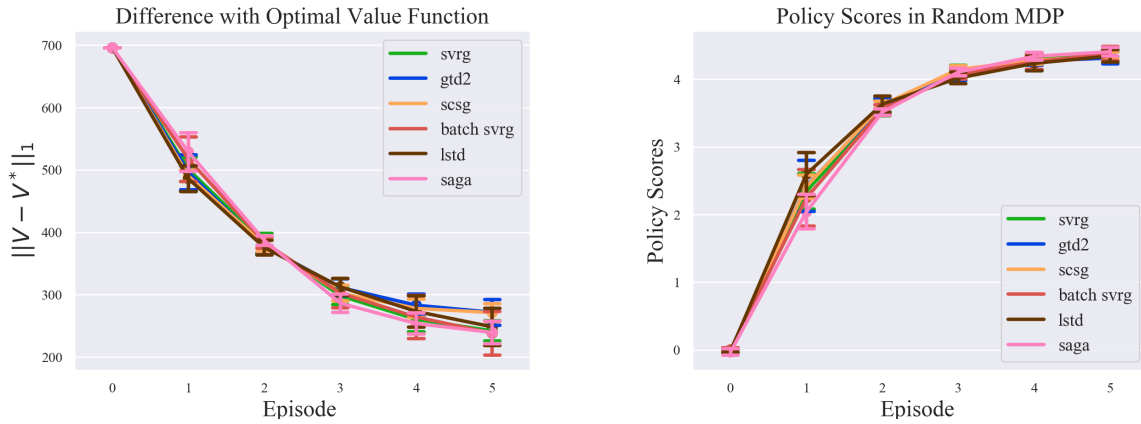 Difference with Optimal Value Function
||V − V*||₁
700
600
500
400
300
200
svrg
gtd2
scsg
batch svrg
lstd
saga
0 1 2 3 4 5
Episode
Policy Scores in Random MDP
Policy Scores
4
3
2
1
0
svrg
gtd2
scsg
batch svrg
lstd
saga
0 1 2 3 4 5
Episode